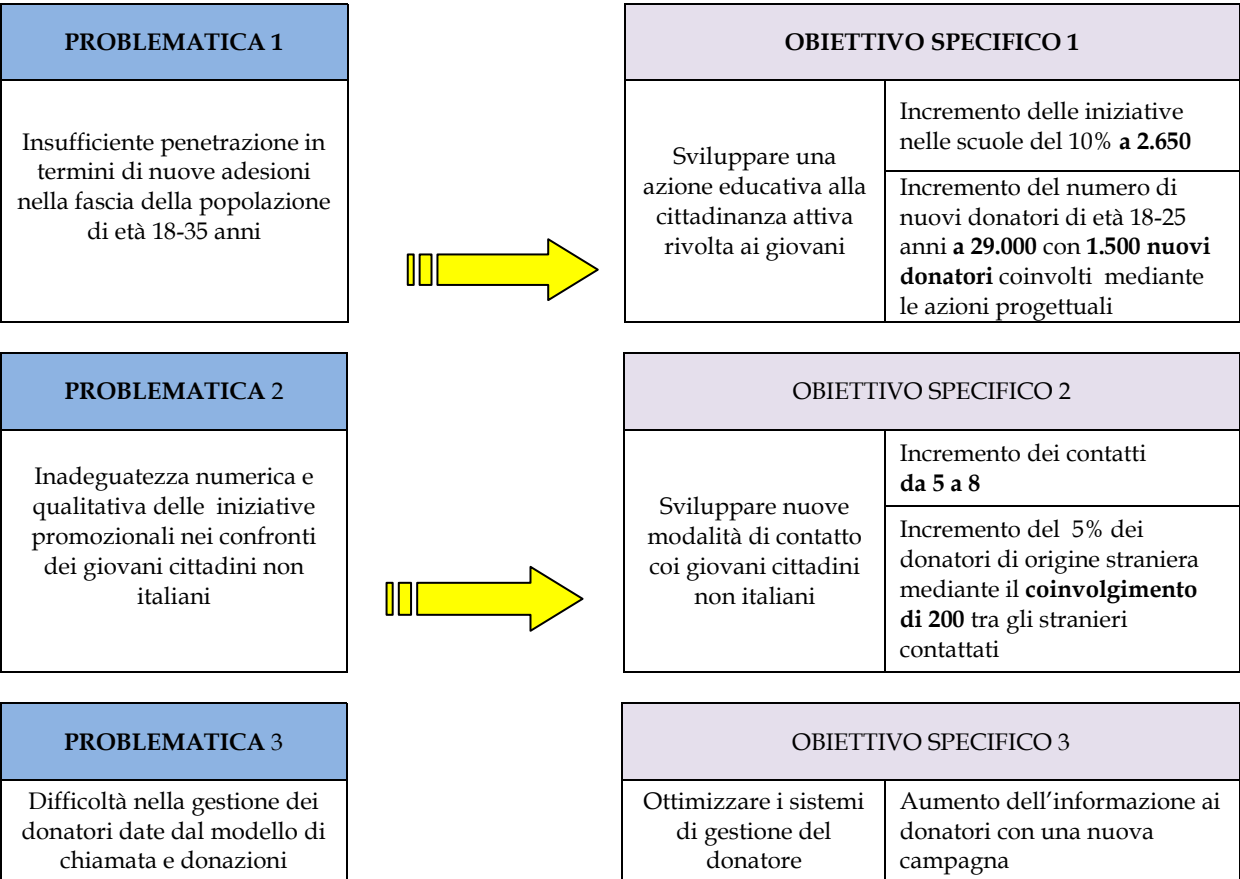 PROBLEMATICA 1
Insufficiente penetrazione in
termini di nuove adesioni
nella fascia della popolazione
di età 18-35 anni
OBIETTIVO SPECIFICO 1
Sviluppare una
azione educativa alla
cittadinanza attiva
rivolta ai giovani
Incremento delle iniziative
nelle scuole del 10% a 2.650
Incremento del numero di
nuovi donatori di età 18-25
anni a 29.000 con 1.500 nuovi
donatori coinvolti mediante
le azioni progettuali
PROBLEMATICA 2
Inadeguatezza numerica e
qualitativa delle iniziative
promozionali nei confronti
dei giovani cittadini non
italiani
OBIETTIVO SPECIFICO 2
Sviluppare nuove
modalità di contatto
coi giovani cittadini
non italiani
Incremento dei contatti
da 5 a 8
Incremento del 5% dei
donatori di origine straniera
mediante il coinvolgimento
di 200 tra gli stranieri
contattati
PROBLEMATICA 3
Difficoltà nella gestione dei
donatori date dal modello di
chiamata e donazioni
OBIETTIVO SPECIFICO 3
Ottimizzare i sistemi
di gestione del
donatore
Aumento dell'informazione ai
donatori con una nuova
campagna